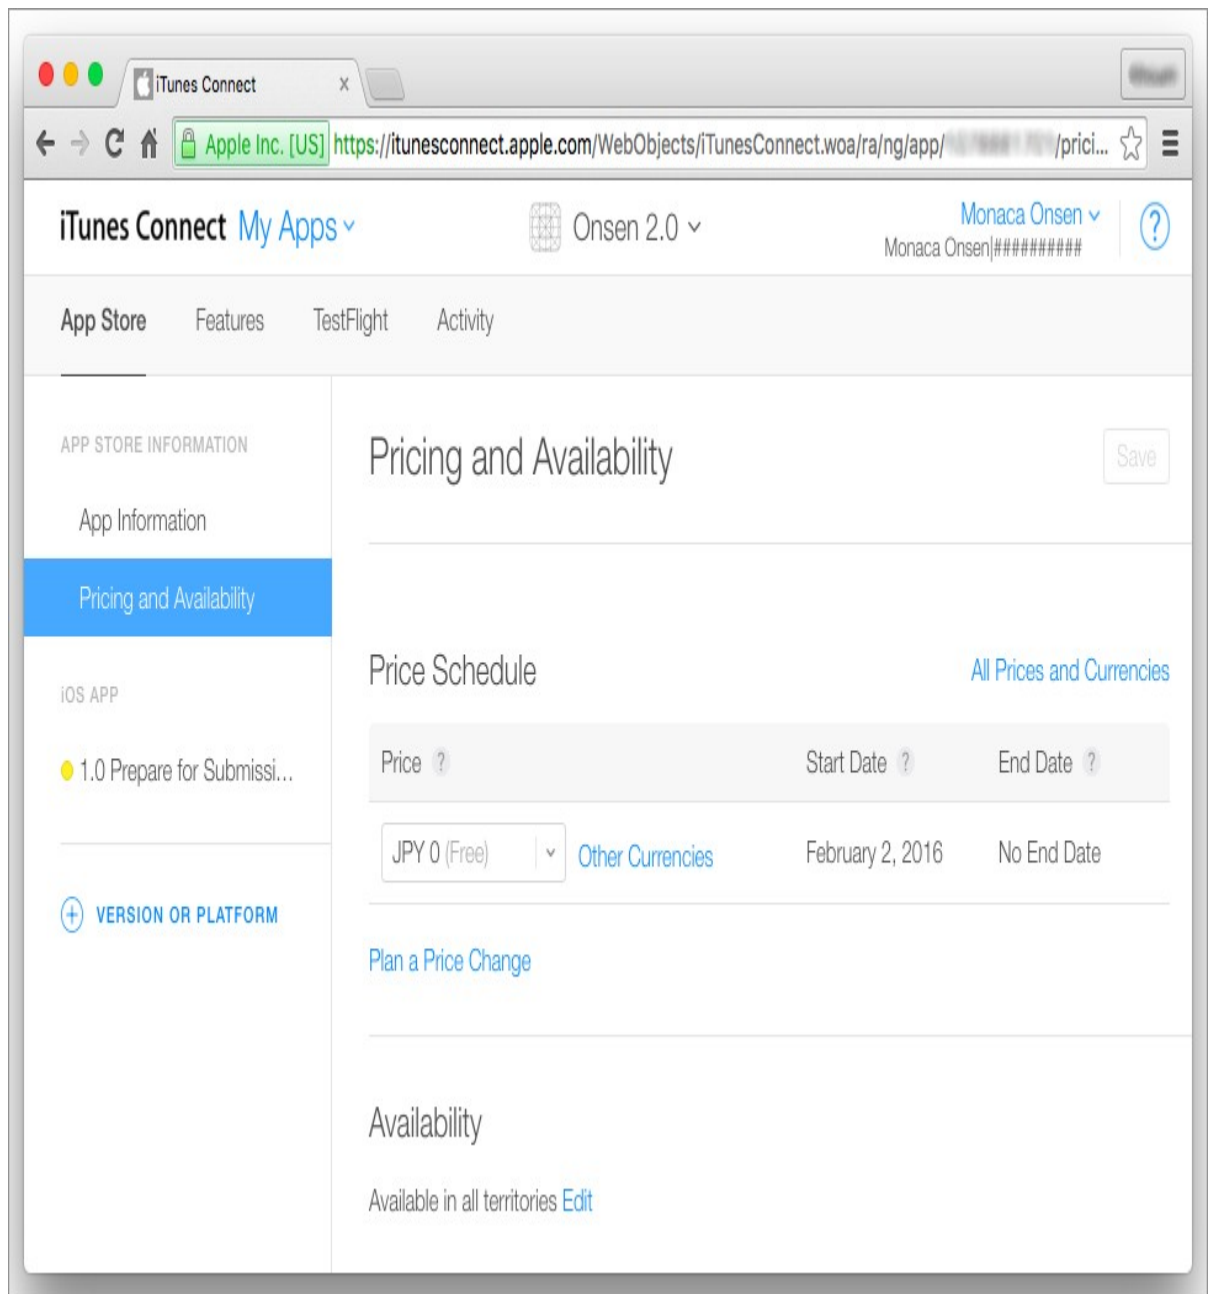 iTunes Connect
Apple Inc. [US] https://itunesconnect.apple.com/WebObjects/iTunesConnect.woa/ra/ng/app/ /prici...
iTunes Connect My Apps Onsen 2.0 Monaca Onsen ?
Monaca Onsen|##########
App Store Features TestFlight Activity
APP STORE INFORMATION
App Information
Pricing and Availability
iOS APP
1.0 Prepare for Submissi...
VERSION OR PLATFORM
Pricing and Availability Save
Price Schedule All Prices and Currencies
Price ? Start Date ? End Date ?
JPY 0 (Free) Other Currencies February 2, 2016 No End Date
Plan a Price Change
Availability
Available in all territories Edit